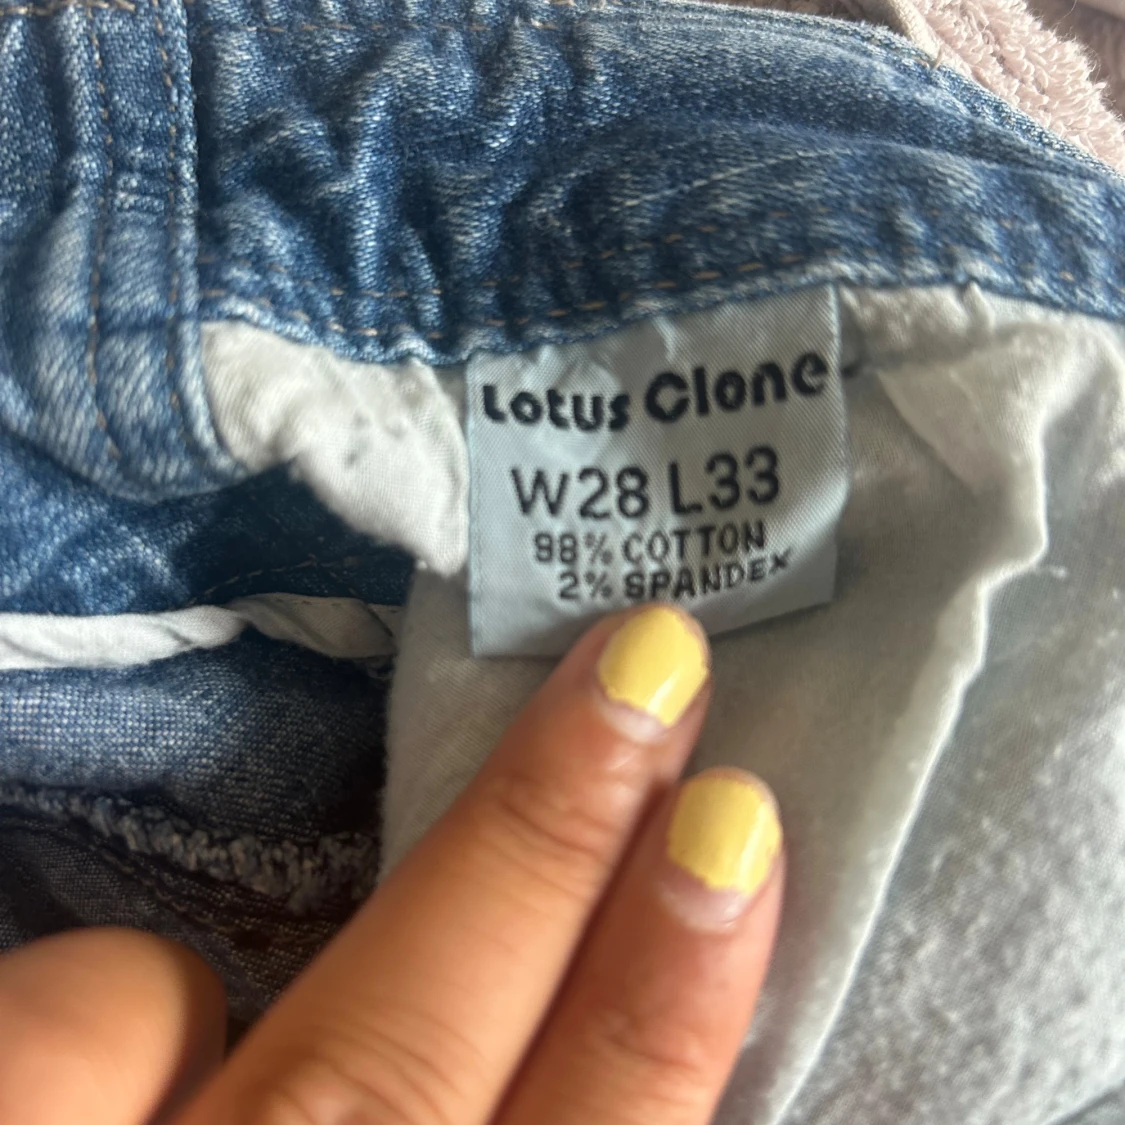 Lotus Clone
W28 L33
98% COTTON
2% SPANDEX